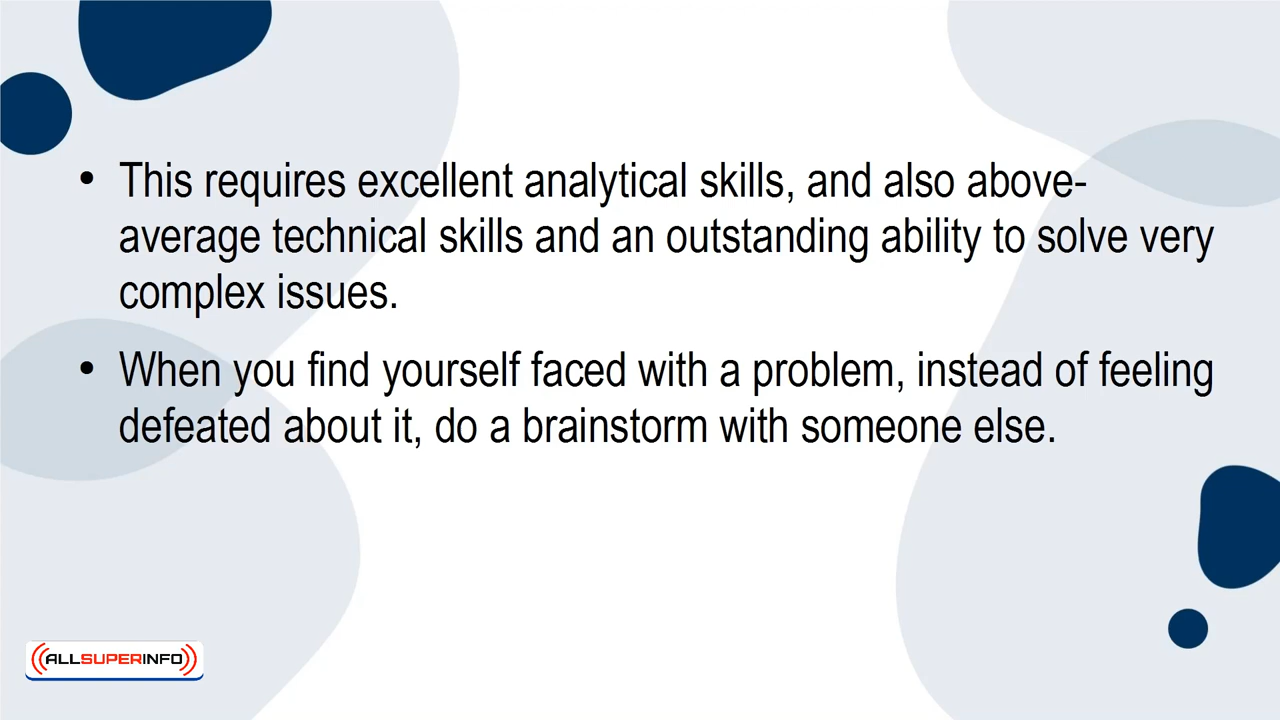 • This requires excellent analytical skills, and also above-
average technical skills and an outstanding ability to solve very
complex issues.
• When you find yourself faced with a problem, instead of feeling
defeated about it, do a brainstorm with someone else.
ALLSUPERINFO